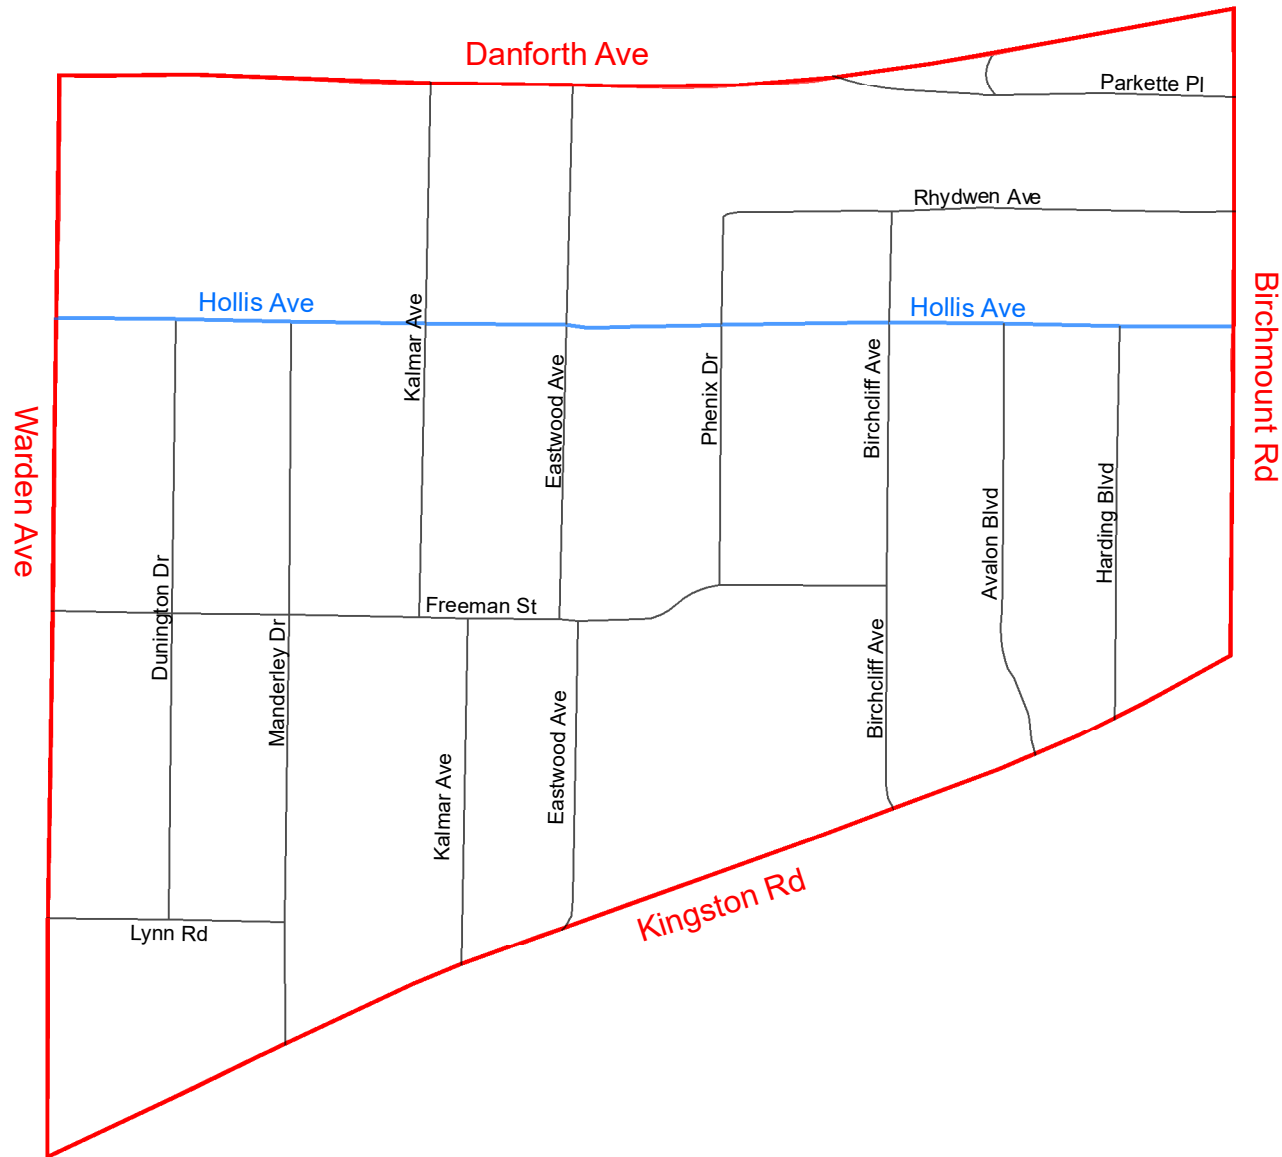 Danforth Ave
Parkette Pl
Rhydwen Ave
Hollis Ave
Hollis Ave
Kalmar Ave
Birchmount Rd
Eastwood Ave
Phenix Dr
Birchcliff Ave
Warden Ave
Avalon Blvd
Harding Blvd
Dunington Dr
Freeman St
Manderley Dr
Birchcliff Ave
Eastwood Ave
Kalmar Ave
Kingston Rd
Lynn Rd